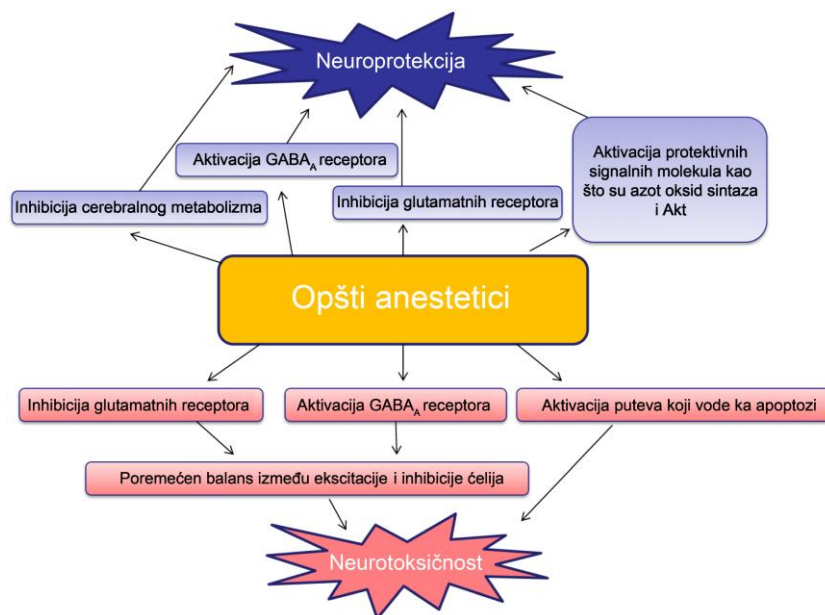 Neuroprotekcija
Aktivacija GABAA receptora
Inhibicija cerebralnog metabolizma
Inhibicija glutamatnih receptora
Aktivacija protektivnih
signalnih molekula kao
što su azot oksid sintaza
i Akt
Opšti anestetici
Inhibicija glutamatnih receptora
Aktivacija GABAA receptora
Aktivacija puteva koji vode ka apoptozi
Poremećen balans između ekscitacije i inhibicije ćelija
Neurotoksičnost